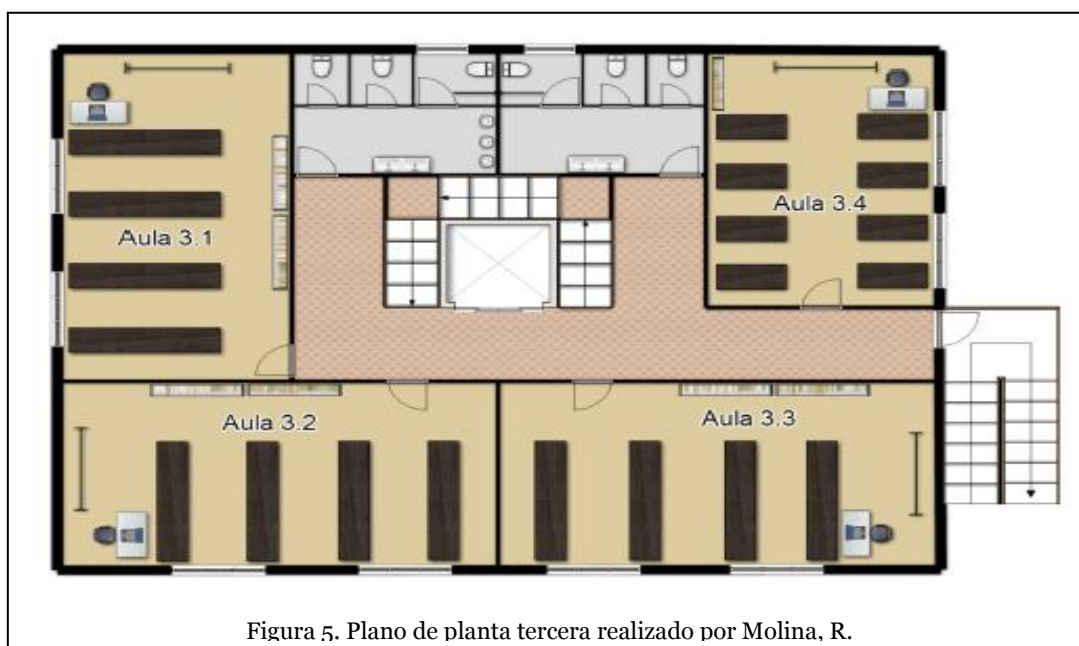 Aula 3.4
Aula 3.1
Aula 3.2
Aula 3.3
Figura 5. Plano de planta tercera realizado por Molina, R.